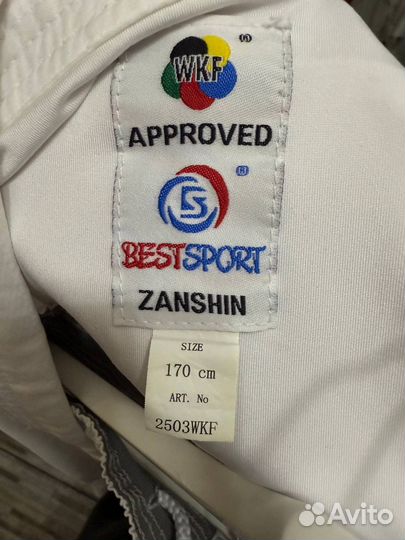 WKF
®
APPROVED
®
BESTSPORT
ZANSHIN
SIZE
170 cm
ART. No
2503WKF
Avito